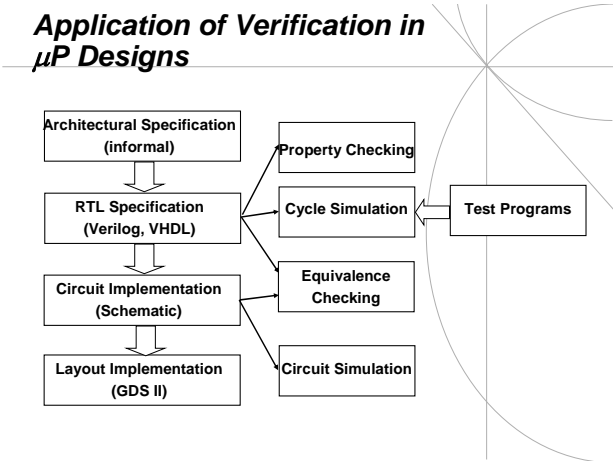 Application of Verification in
μP Designs
Architectural Specification
(informal)
Property Checking
RTL Specification
(Verilog, VHDL)
Cycle Simulation
Test Programs
Circuit Implementation
(Schematic)
Equivalence
Checking
Layout Implementation
(GDS II)
Circuit Simulation